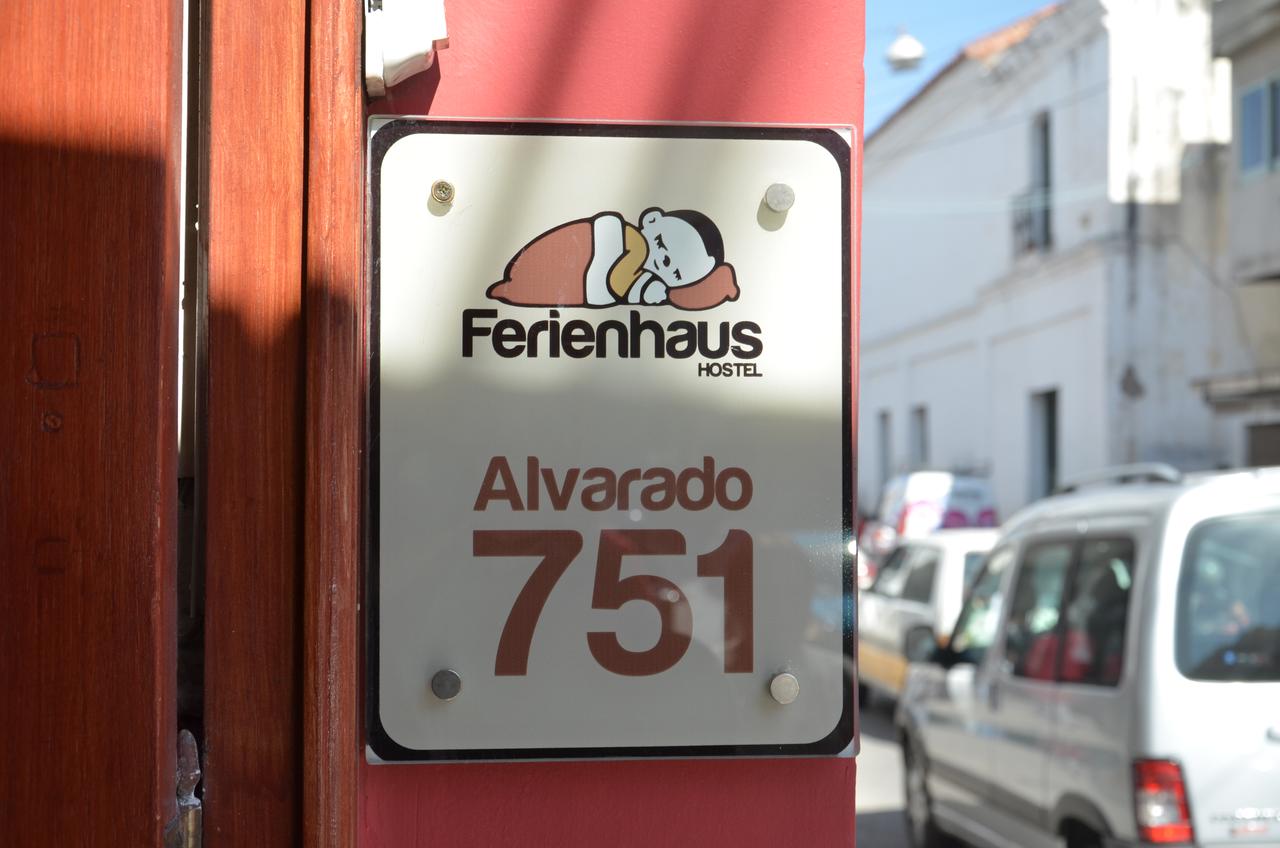 Ferienhaus
HOSTEL
Alvarado
751